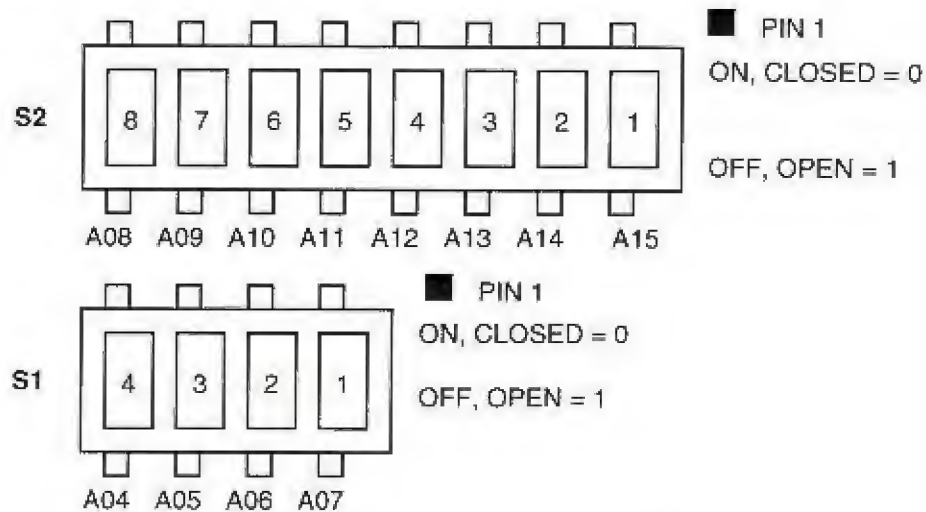 PIN 1
ON, CLOSED = 0
S2 8 7 6 5 4 3 2 1
OFF, OPEN = 1
A08 A09 A10 A11 A12 A13 A14 A15
PIN 1
ON, CLOSED = 0
S1 4 3 2 1
OFF, OPEN = 1
A04 A05 A06 A07